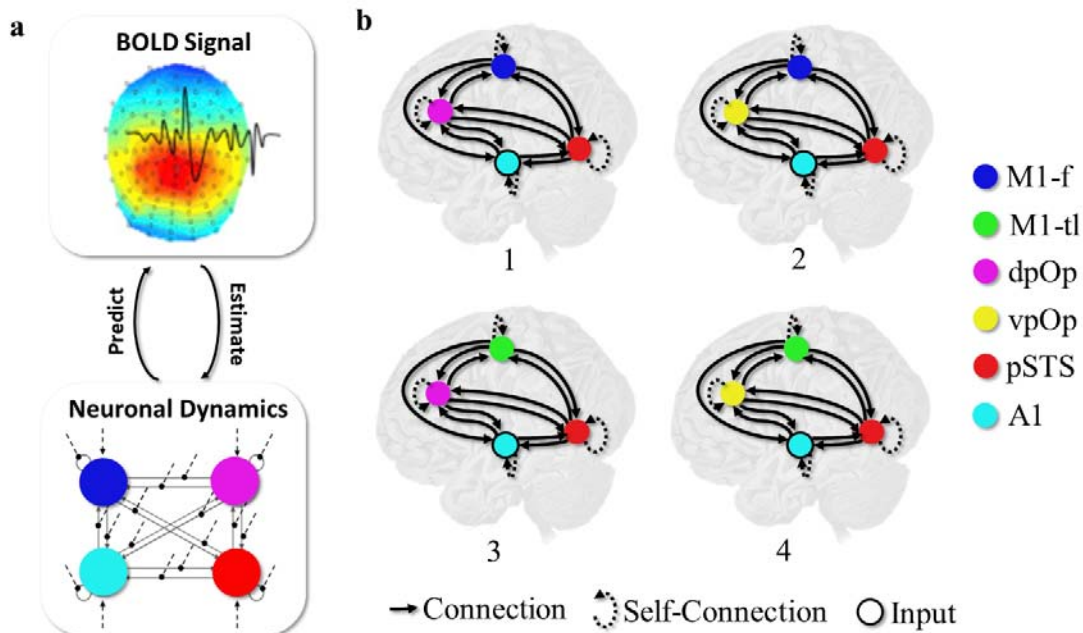 a
BOLD Signal
Predict
Estimate
Neuronal Dynamics
b
1
2
3
4
M1-f
M1-tl
dpOp
vpOp
pSTS
A1
Connection
Self-Connection
Input